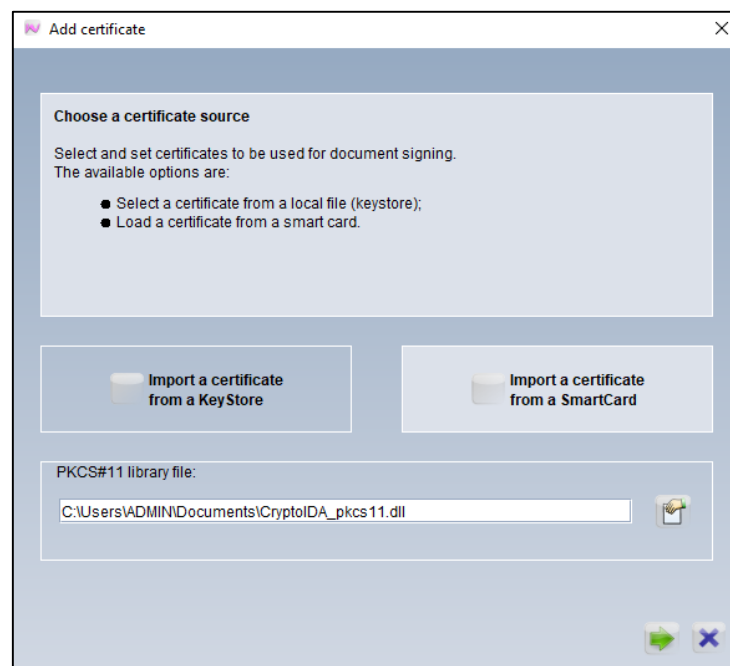 Add certificate
Choose a certificate source
Select and set certificates to be used for document signing.
The available options are:
Select a certificate from a local file (keystore);
Load a certificate from a smart card.
Import a certificate
from a KeyStore
Import a certificate
from a SmartCard
PKCS#11 library file:
C:\Users\ADMIN\Documents\CryptoIDA_pkcs11.dll